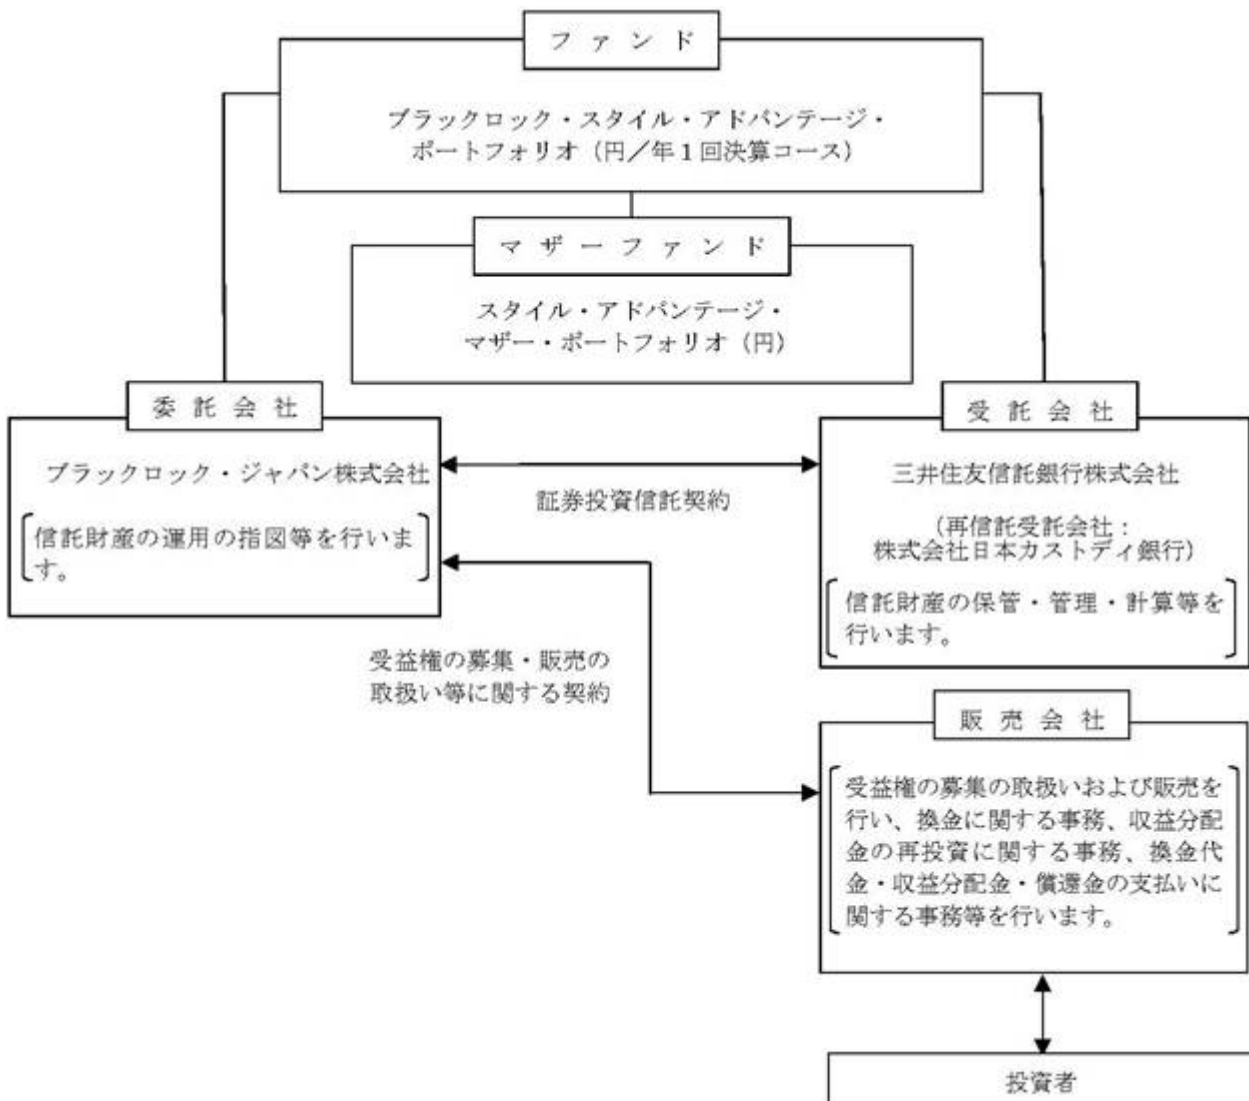 ファンド
ブラックロック・スタイル・アドバンテージ・
ポートフォリオ（円／年１回決算コース）
マザーファンド
スタイル・アドバンテージ・
マザー・ポートフォリオ（円）
委託会社
ブラックロック・ジャパン株式会社
信託財産の運用の指図等を行いま
す。
証券投資信託契約
受益権の募集・販売の
取扱い等に関する契約
受託会社
三井住友信託銀行株式会社
（再信託受託会社：
株式会社日本カストディ銀行）
信託財産の保管・管理・計算等を
行います。
販売会社
受益権の募集の取扱いおよび販売を
行い、換金に関する事務、収益分配
金の再投資に関する事務、換金代
金・収益分配金・償還金の支払いに
関する事務等を行います。
投資者